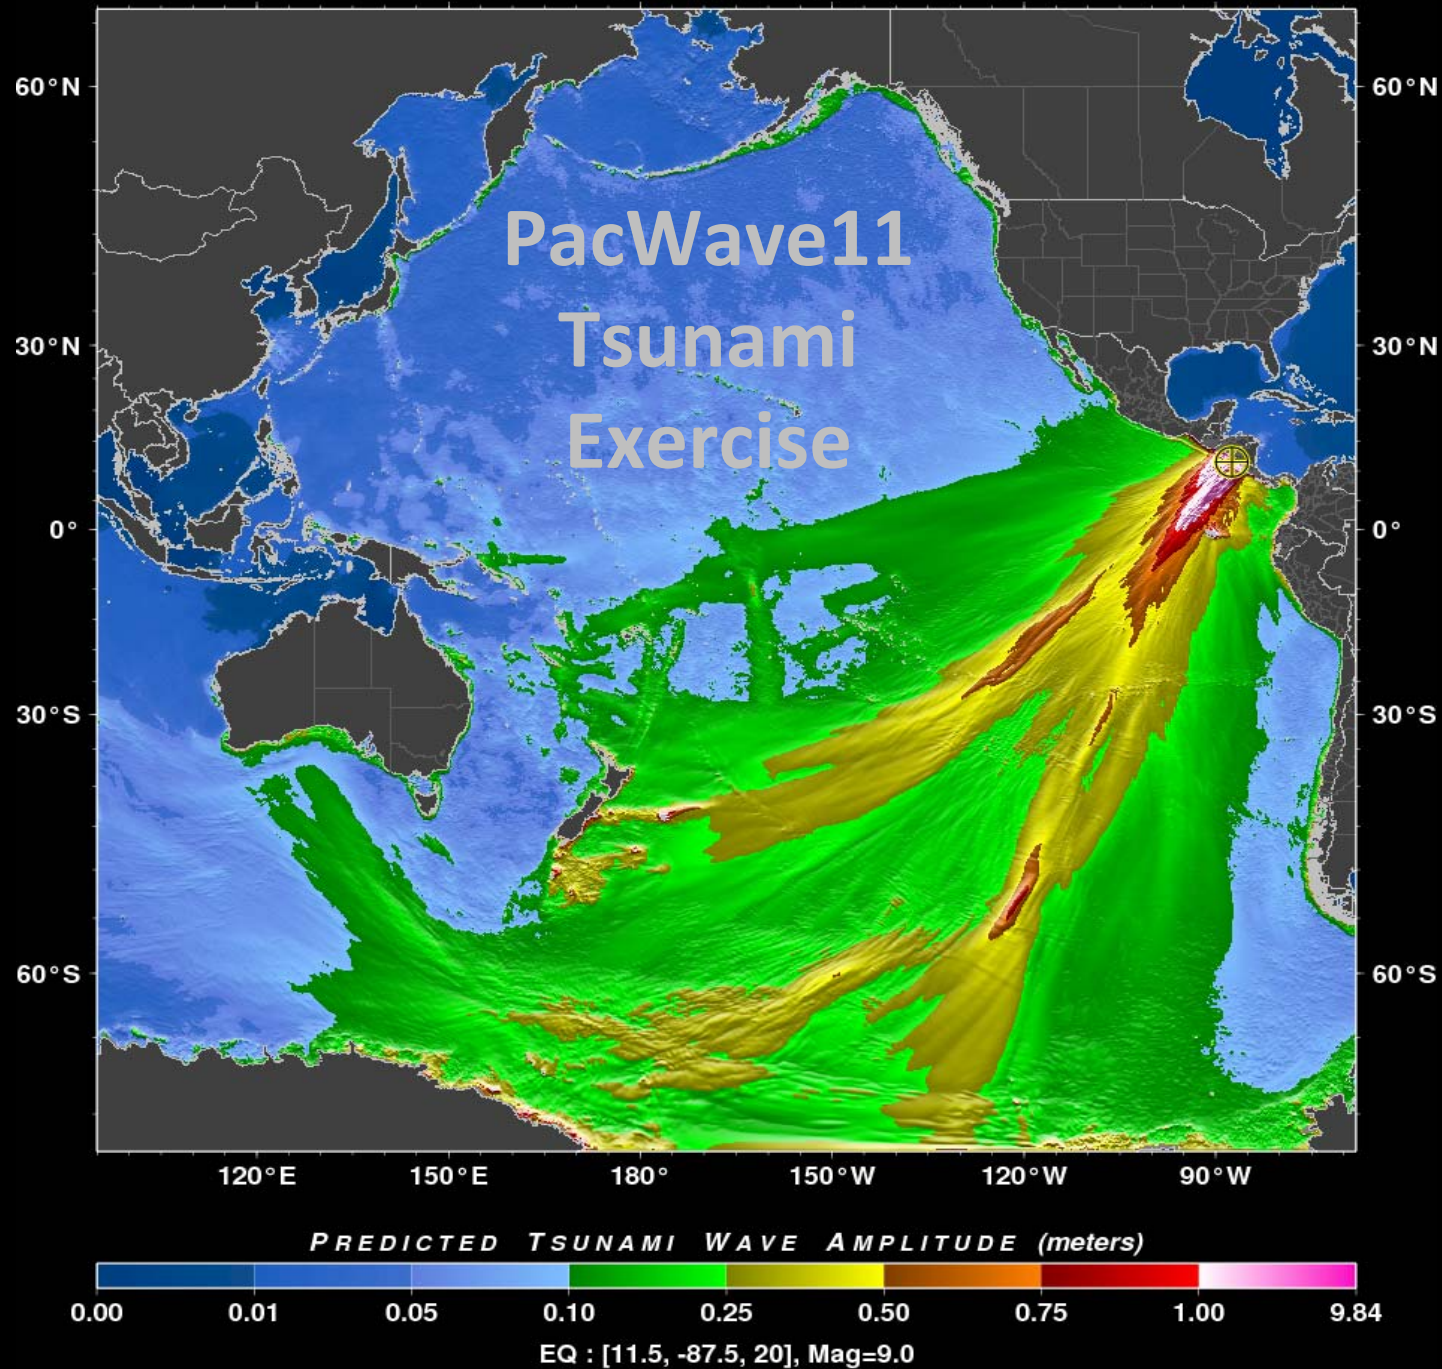 60°N
60°N
PacWave11
Tsunami
Exercise
30°N
30°N
0°
0°
30°S
30°S
60°S
60°S
120°E 150°E 180° 150°W 120°W 90°W
PREDICTED TSUNAMI WAVE AMPLITUDE (meters)
0.00 0.01 0.05 0.10 0.25 0.50 0.75 1.00 9.84
EQ : [11.5, -87.5, 20], Mag=9.0